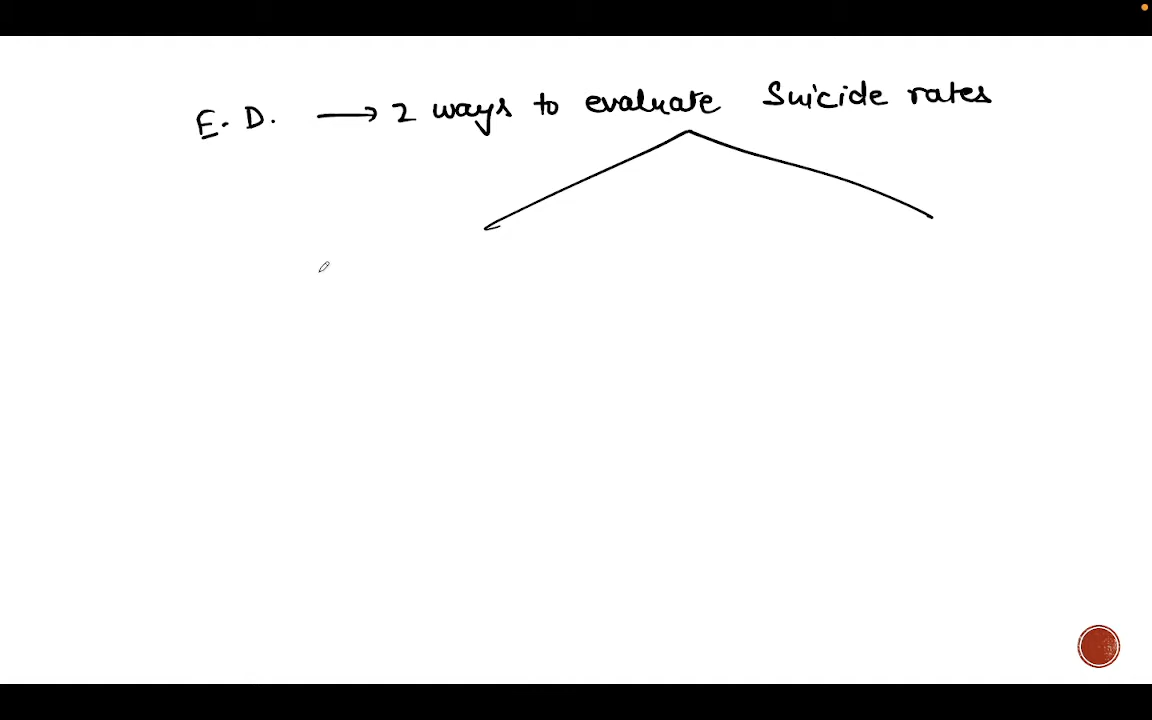 E. D. → 2 ways to evaluate Suicide rates